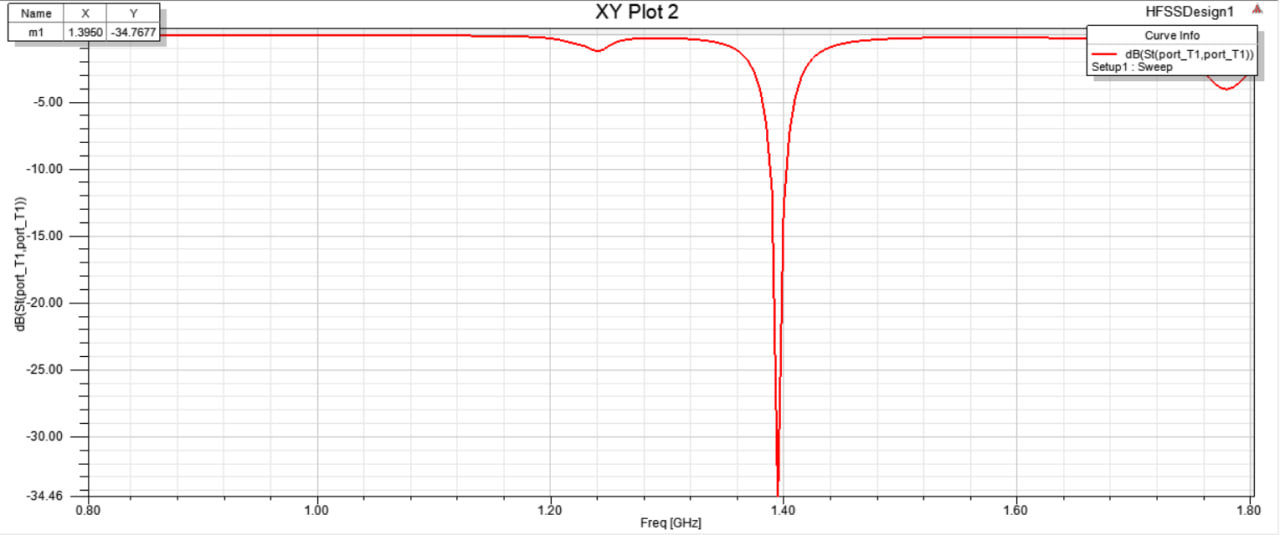 XY Plot 2
HFSSDesign1
Name X Y
m1 1.3950 -34.7677
Curve Info
dB(St(port_T1,port_T1))
Setup1 : Sweep
dB(St(port_T1,port_T1))
-5.00
-10.00
-15.00
-20.00
-25.00
-30.00
-34.46
0.80 1.00 1.20 1.40 1.60 1.80
Freq [GHz]